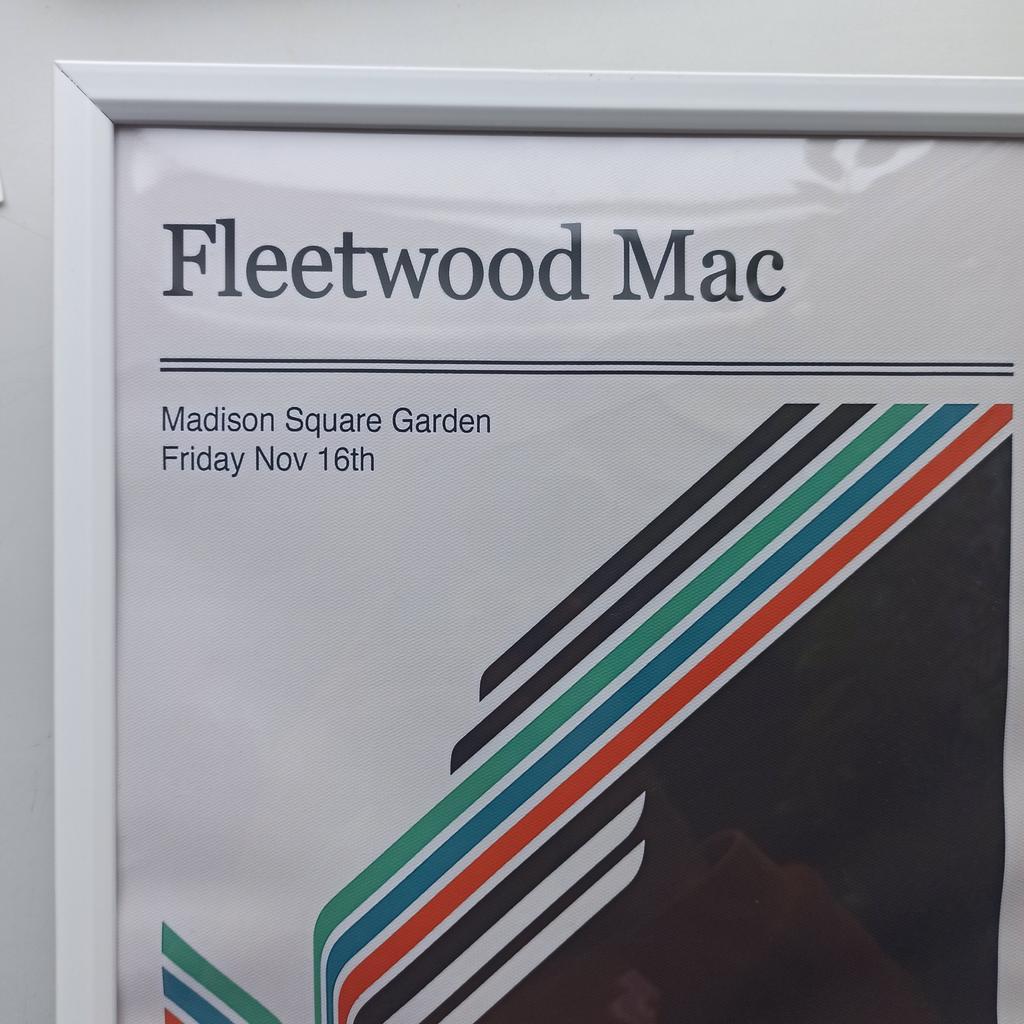 Fleetwood Mac
Madison Square Garden
Friday Nov 16th